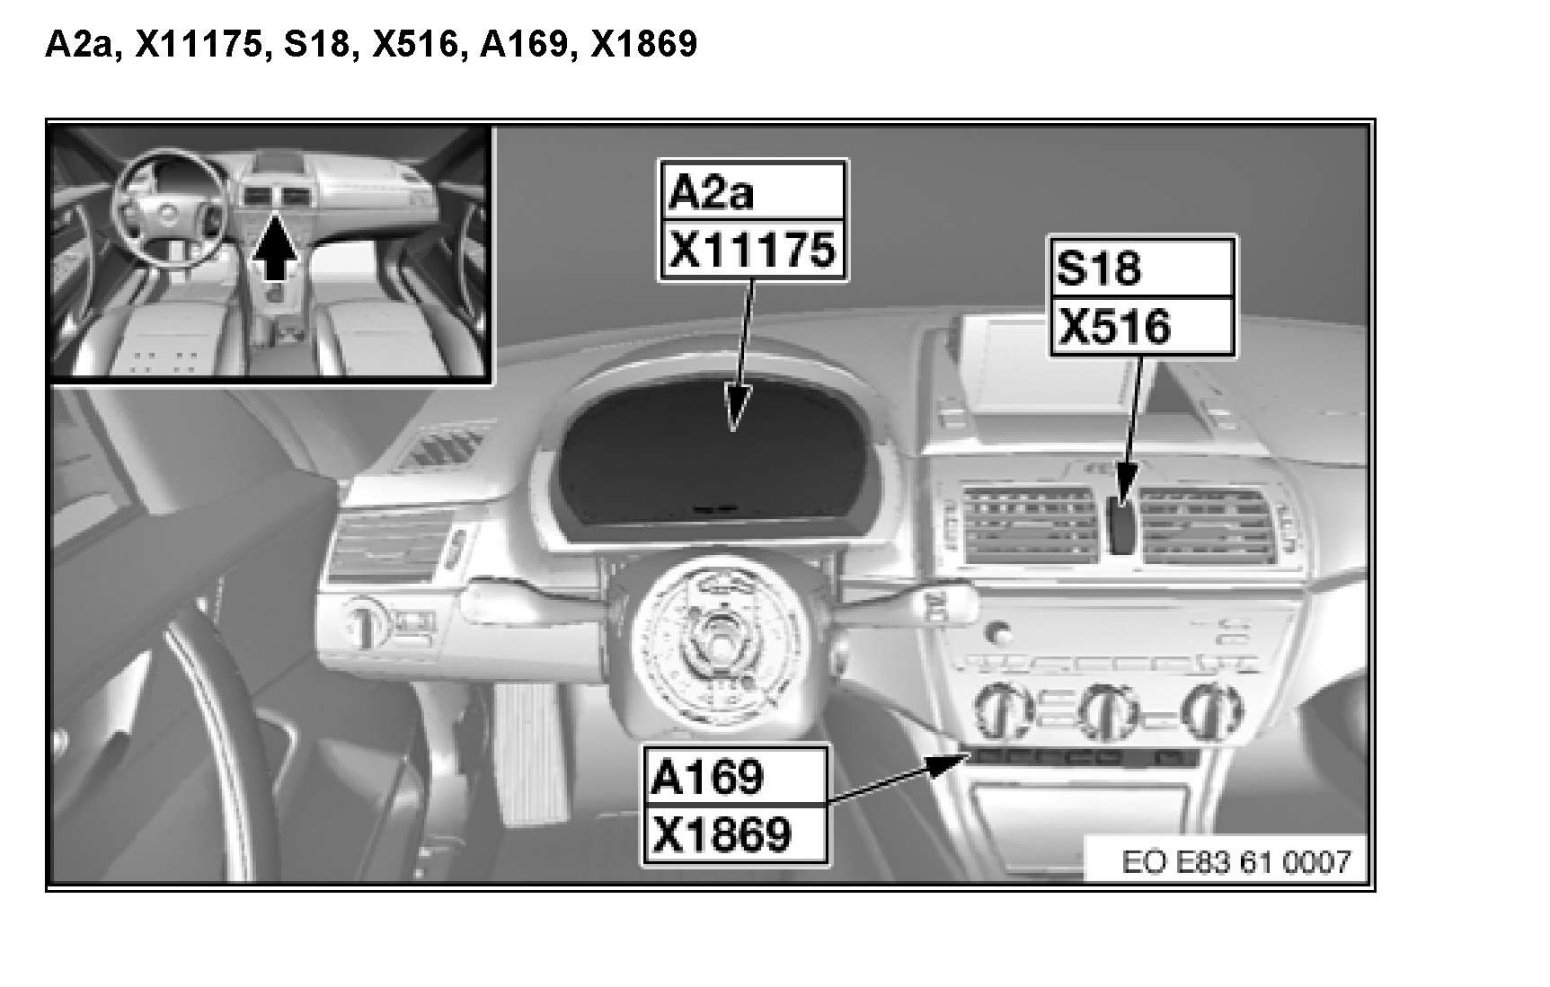 A2a, X11175, S18, X516, A169, X1869
A2a
X11175
S18
X516
A169
X1869
EO E83 61 0007